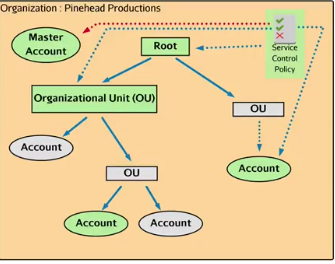 Organization : Pinehead Productions
Master
Account
Root
Service
Control
Policy
Organizational Unit (OU)
OU
Account
OU
Account
Account
Account